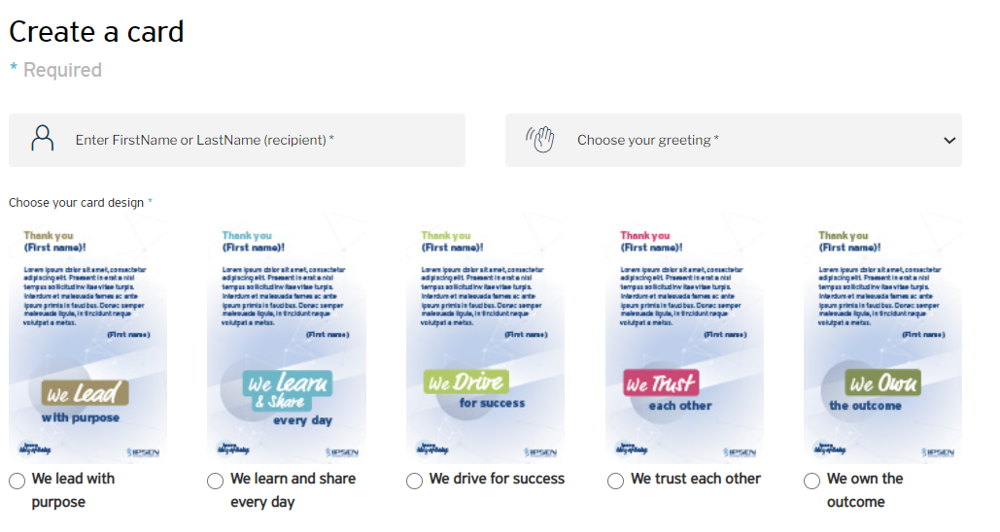 Create a card
* Required
Enter FirstName or LastName (recipient) *
Choose your greeting *
Choose your card design *
Thank you
(First name)!
Lorem ipsum dolor sit amet, consectetur
adipiscing elit. Praesent in erat a nisl
tempus sollicitudin vitae turpis.
Interdum et malesuada fames ac ante
ipsum primis in faucibus. Donec semper
malesuada ligula, in tincidunt neque
volutpat a metus.
(First name)
We Lead
with purpose
IPSEN
We lead with
purpose
Thank you
(First name)!
Lorem ipsum dolor sit amet, consectetur
adipiscing elit. Praesent in erat a nisl
tempus sollicitudin vitae turpis.
Interdum et malesuada fames ac ante
ipsum primis in faucibus. Donec semper
malesuada ligula, in tincidunt neque
volutpat a metus.
(First name)
We Learn
& Share
every day
IPSEN
We learn and share
every day
Thank you
(First name)!
Lorem ipsum dolor sit amet, consectetur
adipiscing elit. Praesent in erat a nisl
tempus sollicitudin vitae turpis.
Interdum et malesuada fames ac ante
ipsum primis in faucibus. Donec semper
malesuada ligula, in tincidunt neque
volutpat a metus.
(First name)
We Drive
for success
IPSEN
We drive for success
Thank you
(First name)!
Lorem ipsum dolor sit amet, consectetur
adipiscing elit. Praesent in erat a nisl
tempus sollicitudin vitae turpis.
Interdum et malesuada fames ac ante
ipsum primis in faucibus. Donec semper
malesuada ligula, in tincidunt neque
volutpat a metus.
(First name)
We Trust
each other
IPSEN
We trust each other
Thank you
(First name)!
Lorem ipsum dolor sit amet, consectetur
adipiscing elit. Praesent in erat a nisl
tempus sollicitudin vitae turpis.
Interdum et malesuada fames ac ante
ipsum primis in faucibus. Donec semper
malesuada ligula, in tincidunt neque
volutpat a metus.
(First name)
We Own
the outcome
IPSEN
We own the
outcome